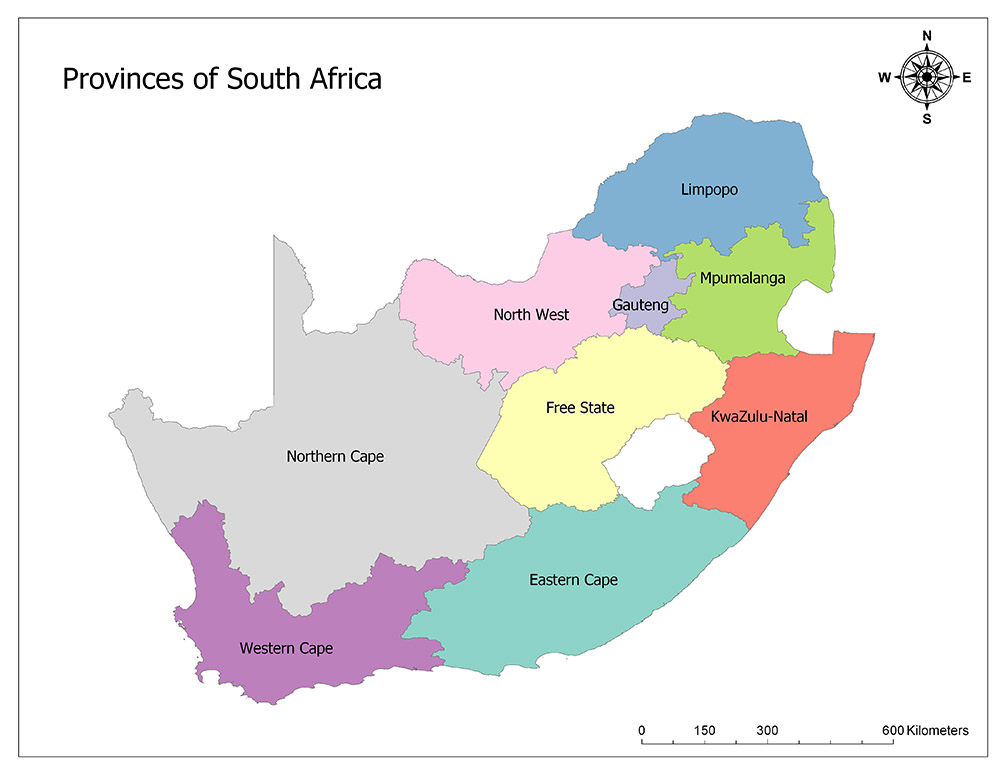 N
Provinces of South Africa
W E
S
Limpopo
Mpumalanga
Gauteng
North West
Free State
KwaZulu-Natal
Northern Cape
Eastern Cape
Western Cape
0 150 300 600 Kilometers